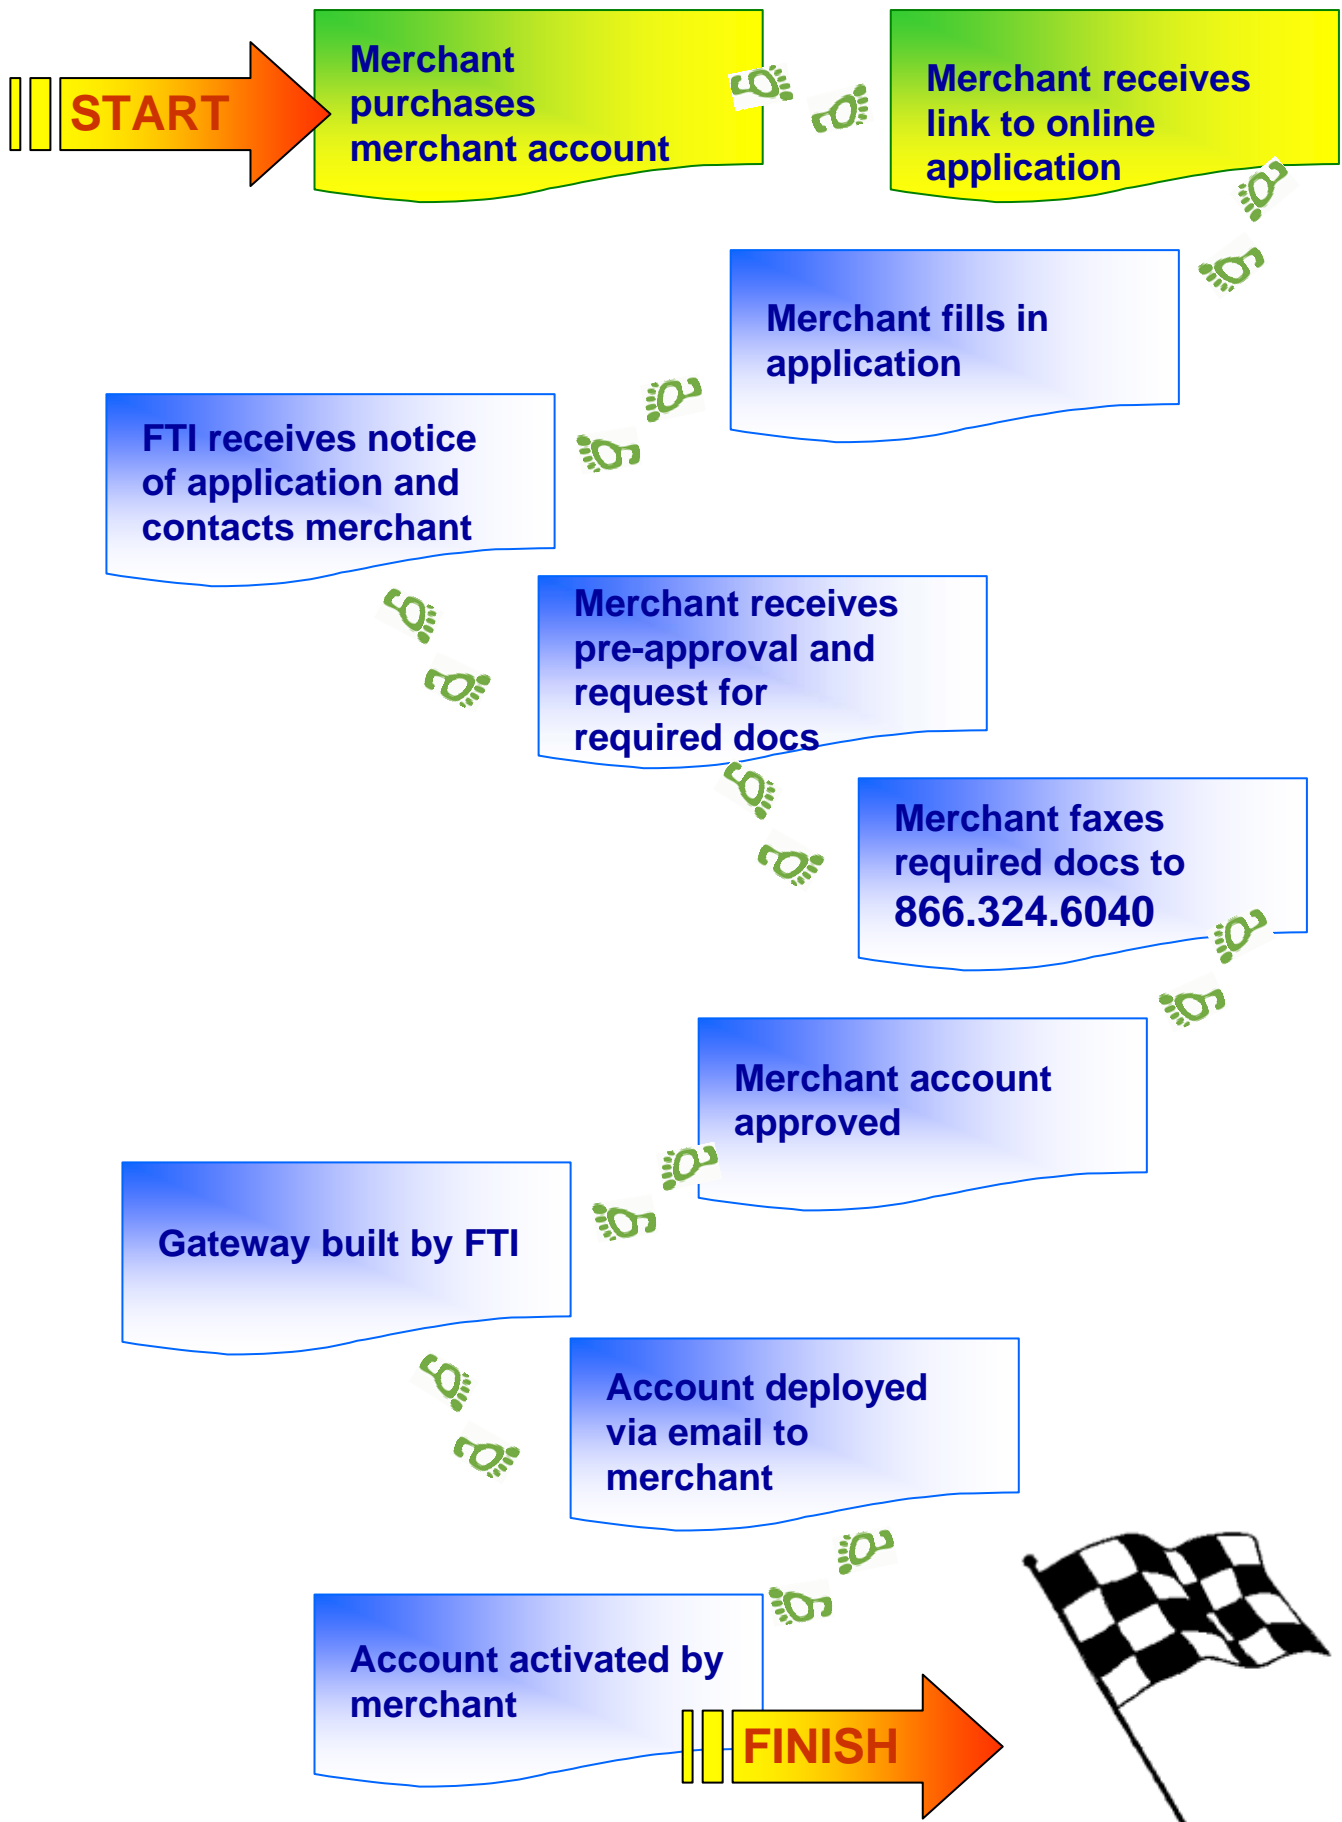 START
Merchant
purchases
merchant account
Merchant receives
link to online
application
Merchant fills in
application
FTI receives notice
of application and
contacts merchant
Merchant receives
pre-approval and
request for
required docs
Merchant faxes
required docs to
866.324.6040
Merchant account
approved
Gateway built by FTI
Account deployed
via email to
merchant
Account activated by
merchant
FINISH